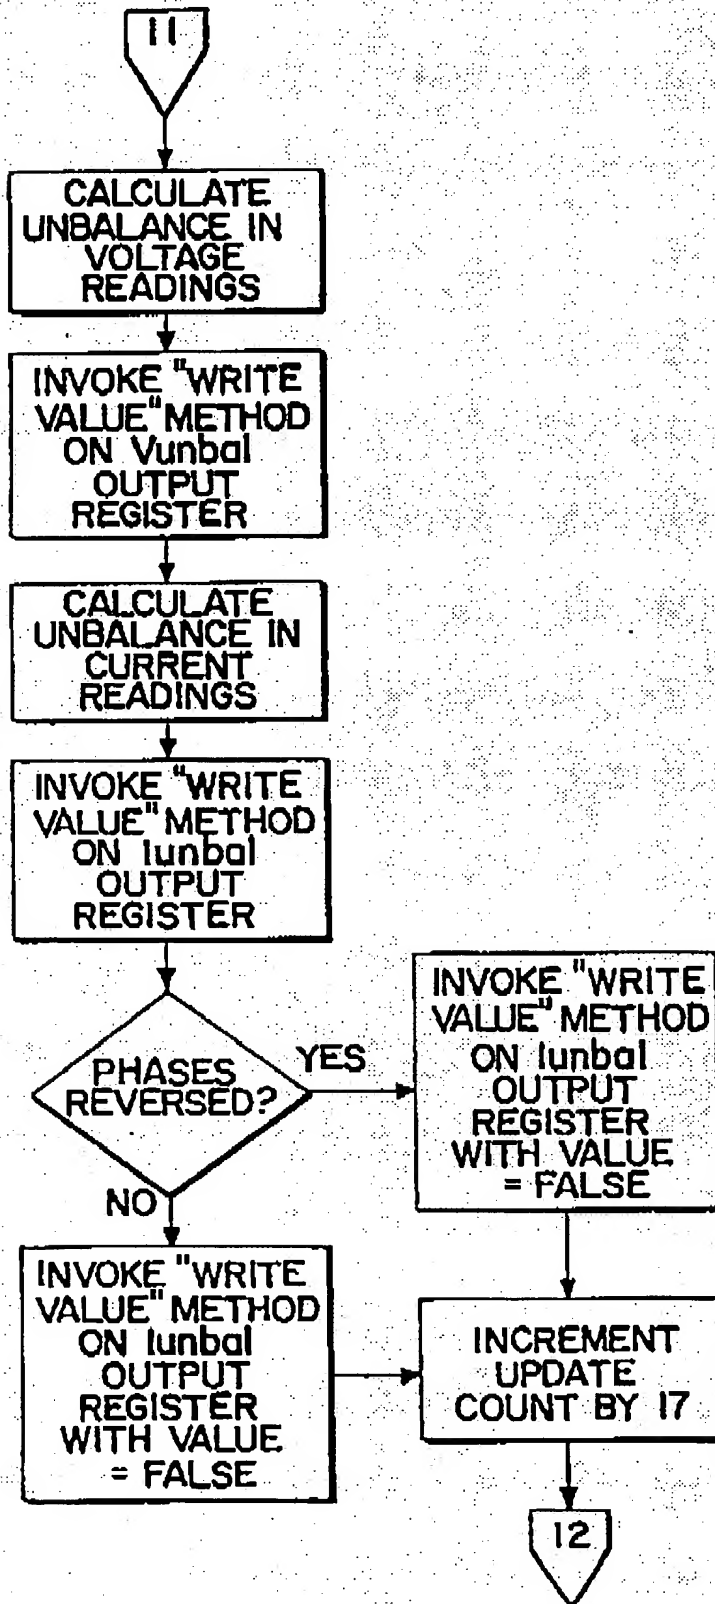 11
CALCULATE
UNBALANCE IN
VOLTAGE
READINGS
INVOKE "WRITE
VALUE" METHOD
ON Vunbal
OUTPUT
REGISTER
CALCULATE
UNBALANCE IN
CURRENT
READINGS
INVOKE "WRITE
VALUE" METHOD
ON Iunbal
OUTPUT
REGISTER
PHASES
REVERSED?
YES
INVOKE "WRITE
VALUE" METHOD
ON Iunbal
OUTPUT
REGISTER
WITH VALUE
= FALSE
NO
INVOKE "WRITE
VALUE" METHOD
ON Iunbal
OUTPUT
REGISTER
WITH VALUE
= FALSE
INCREMENT
UPDATE
COUNT BY 17
12